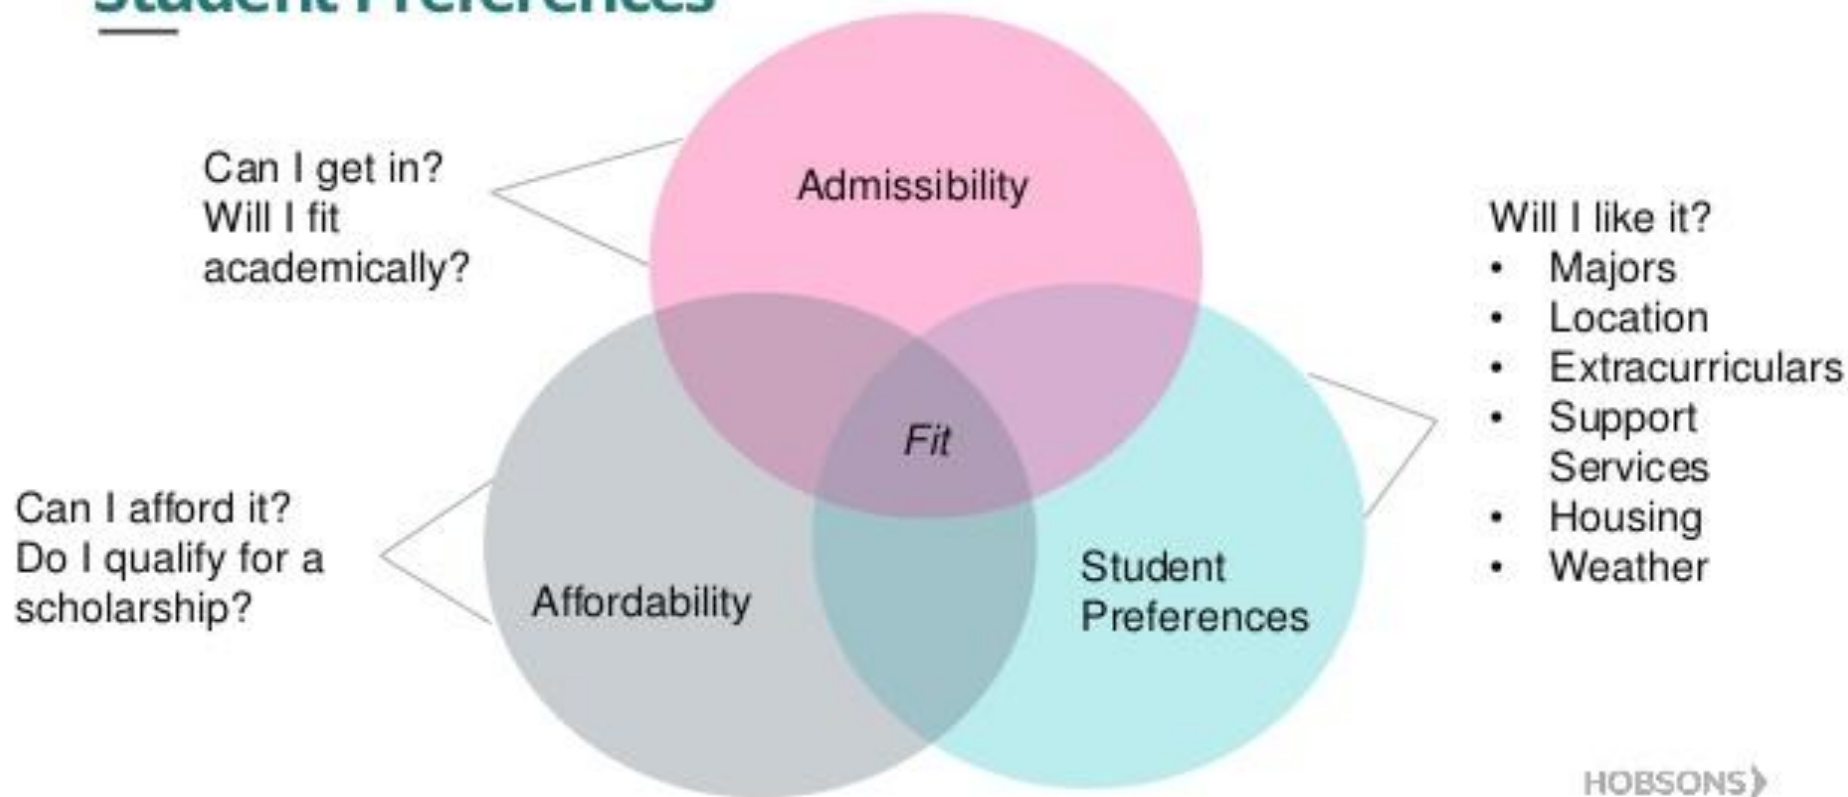 Student Preferences
Can I get in?
Will I fit
academically?
Admissibility
Will I like it?
• Majors
• Location
• Extracurriculars
• Support
Services
• Housing
• Weather
Fit
Can I afford it?
Do I qualify for a
scholarship?
Affordability
Student
Preferences
HOBSONS